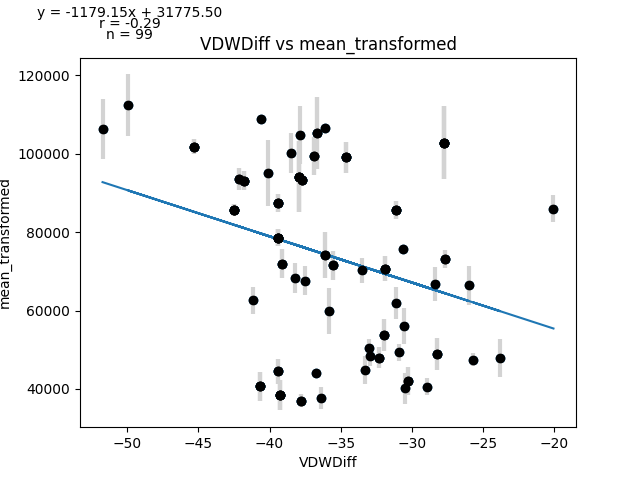 y = -1179.15x + 31775.50
r = -0.29
n = 99
VDWDiff vs mean_transformed
120000
100000
80000
60000
40000
mean_transformed
−50
−45
−40
−35
−30
−25
−20
VDWDiff